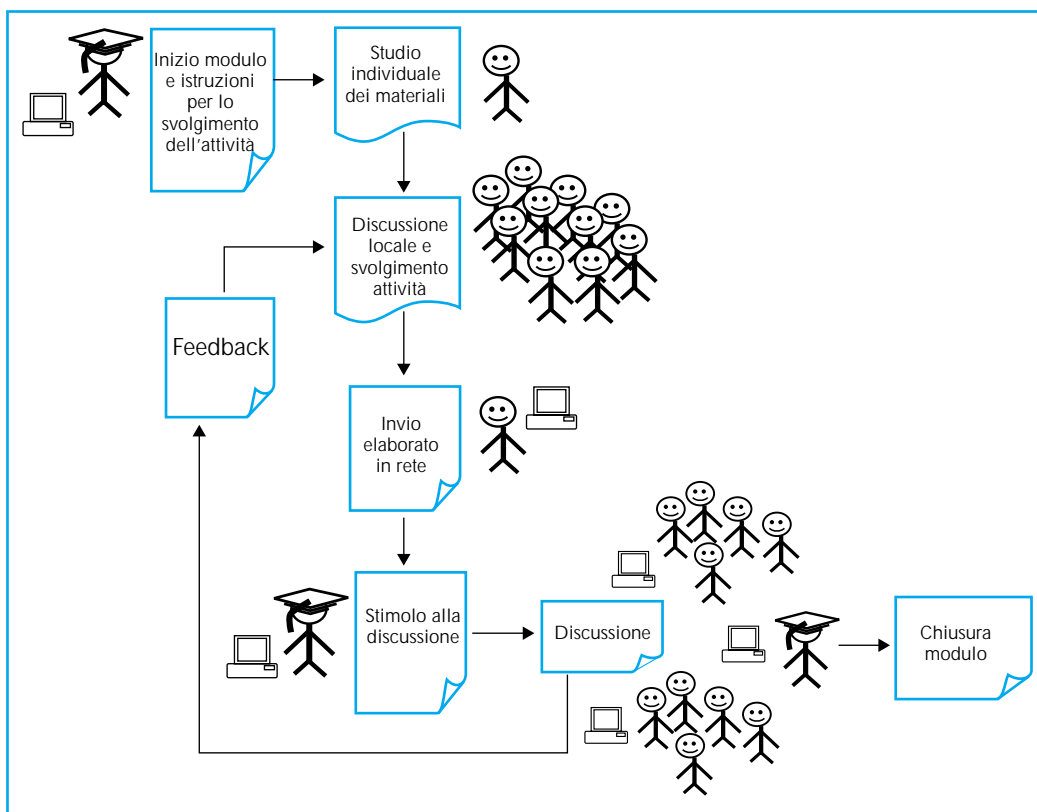 Inizio modulo
e istruzioni
per lo
svolgimento
dell'attività
Studio
individuale
dei materiali
Discussione
locale e
svolgimento
attività
Feedback
Invio
elaborato
in rete
Stimolo alla
discussione
Discussione
Chiusura
modulo